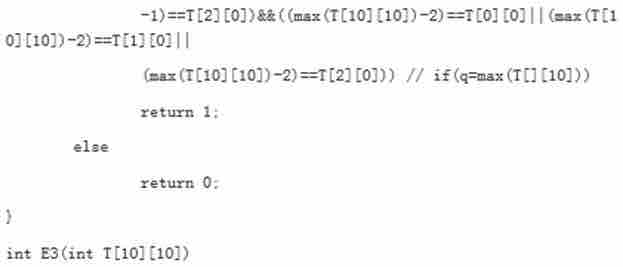 -1)==T[2][0])&&((max(T[10][10])-2)==T[0][0]||(max(T[1
0][10])-2)==T[1][0]||
(max(T[10][10])-2)==T[2][0])) // if(q=max(T[][10]))
return 1;
else
return 0;
}
int E3(int T[10][10])